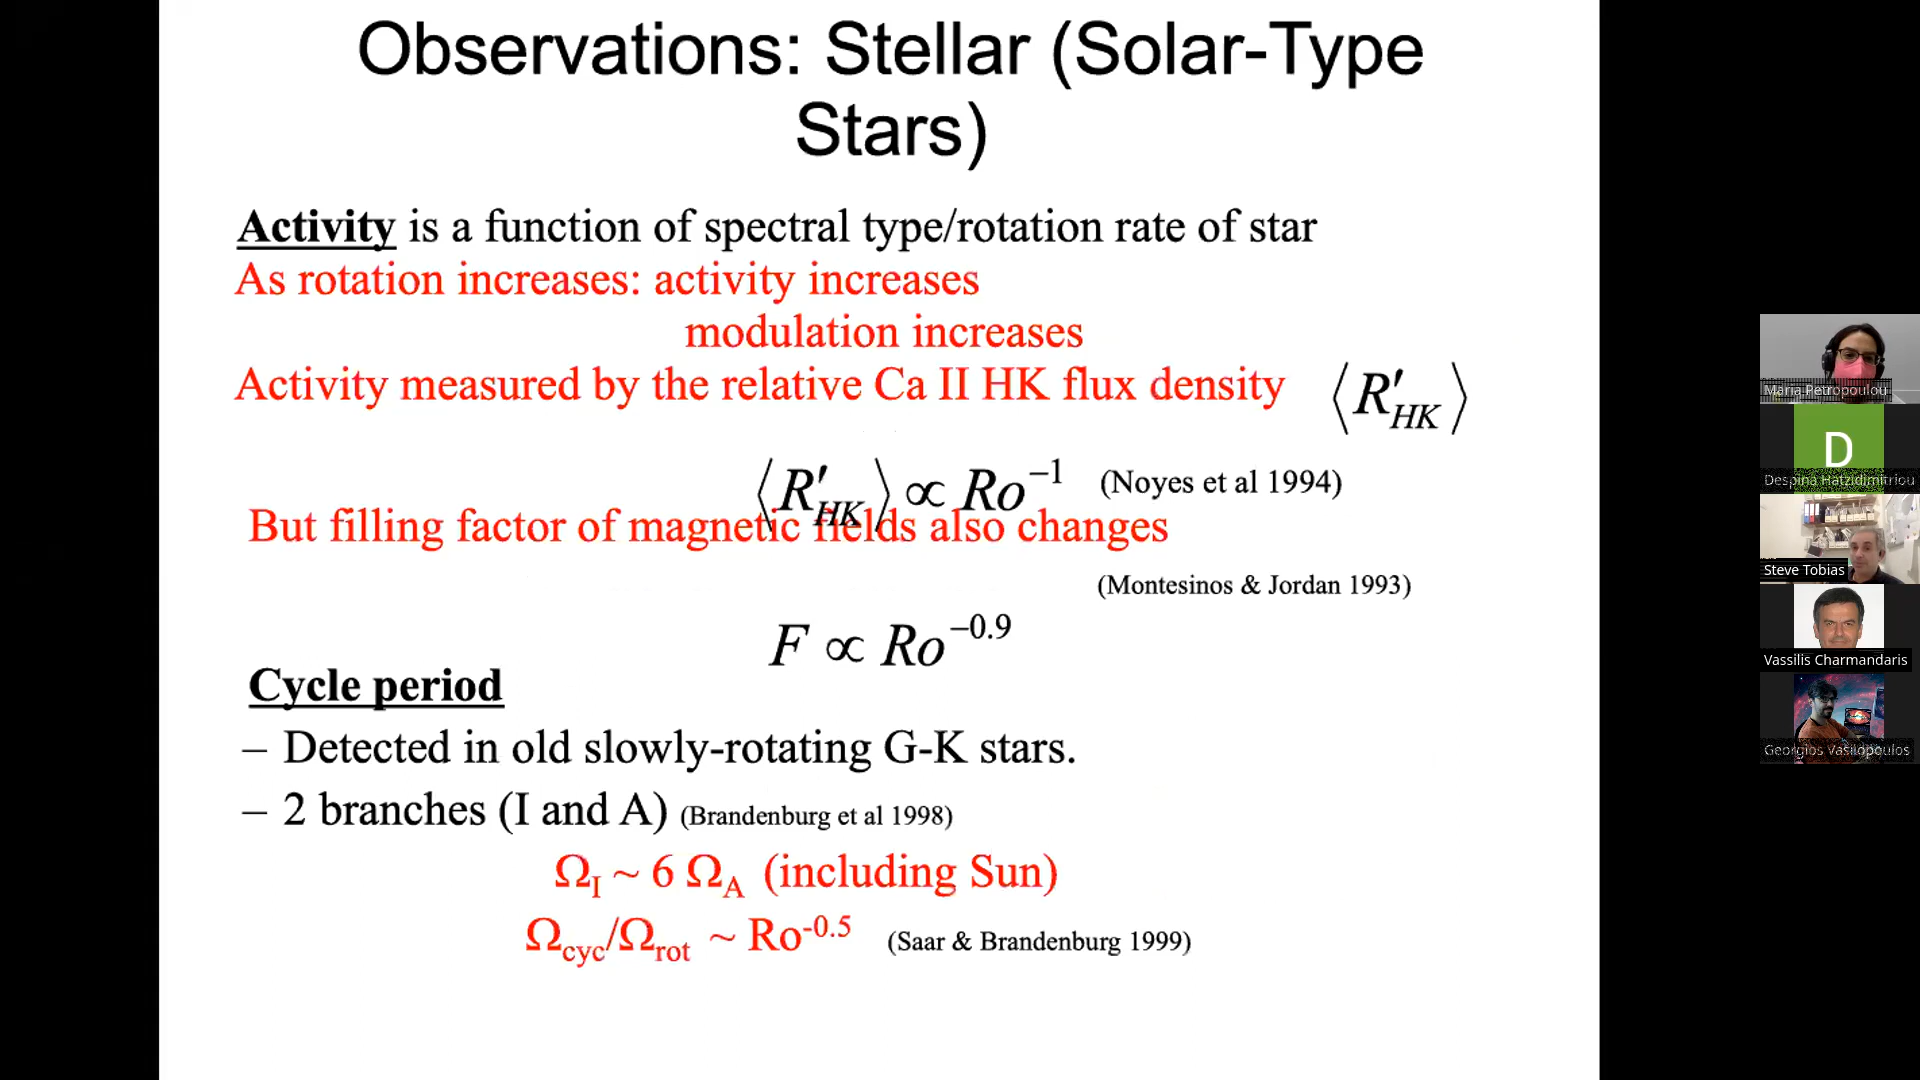 Observations: Stellar (Solar-Type
Stars)
Activity is a function of spectral type/rotation rate of star
As rotation increases: activity increases
modulation increases
Activity measured by the relative Ca II HK flux density ⟨R′HK⟩
⟨R′HK⟩ ∝ Ro⁻¹ (Noyes et al 1994)
But filling factor of magnetic fields also changes
(Montesinos & Jordan 1993)
F ∝ Ro⁻⁰·⁹
Cycle period
– Detected in old slowly-rotating G-K stars.
– 2 branches (I and A) (Brandenburg et al 1998)
Ω_I ~ 6 Ω_A (including Sun)
Ω_cyc/Ω_rot ~ Ro^-0.5 (Saar & Brandenburg 1999)
Maria Petropoulou
D
Despina Hatzidimitriou
Steve Tobias
Vassilis Charmandaris
Georgios Vasilopoulos